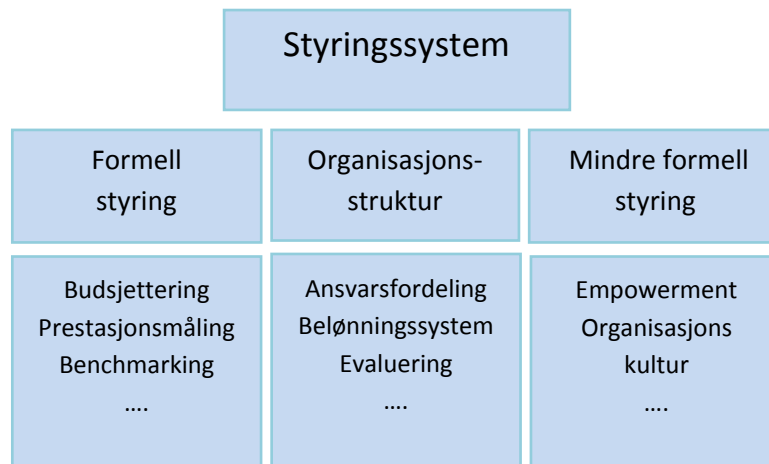 Styringssystem
Formell
styring
Organisasjons-
struktur
Mindre formell
styring
Budsjettering
Prestasjonsmåling
Benchmarking
….
Ansvarsfordeling
Belønningssystem
Evaluering
….
Empowerment
Organisasjons
kultur
….